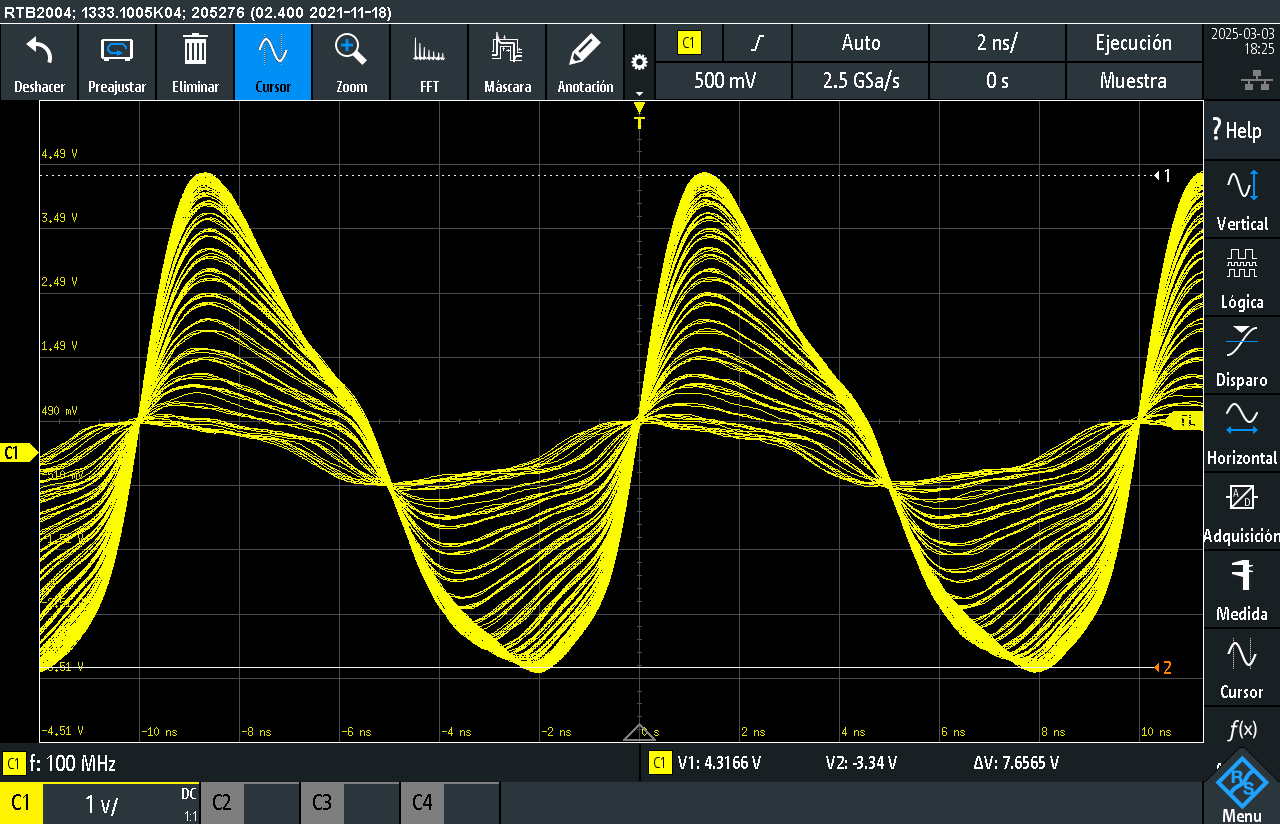 RTB2004; 1333.1005K04; 205276 (02.400 2021-11-18)
Deshacer
Preajustar
Eliminar
Cursor
Zoom
FFT
Máscara
Anotación
C1
Auto
2 ns/
Ejecución
500 mV
2.5 GSa/s
0 s
Muestra
2025-03-03
18:25
? Help
Vertical
Lógica
Disparo
Horizontal
A
D
Adquisición
Medida
Cursor
f(x)
R&S
Menu
T
4.49 V
1
3.49 V
2.49 V
1.49 V
490 mV
TL
C1
-510 mV
-3.51 V
2
-4.51 V
-10 ns
-8 ns
-6 ns
-4 ns
-2 ns
0 s
2 ns
4 ns
6 ns
8 ns
10 ns
C1 f: 100 MHz
C1 V1: 4.3166 V V2: -3.34 V ΔV: 7.6565 V
C1 1 V/ DC 1:1
C2
C3
C4